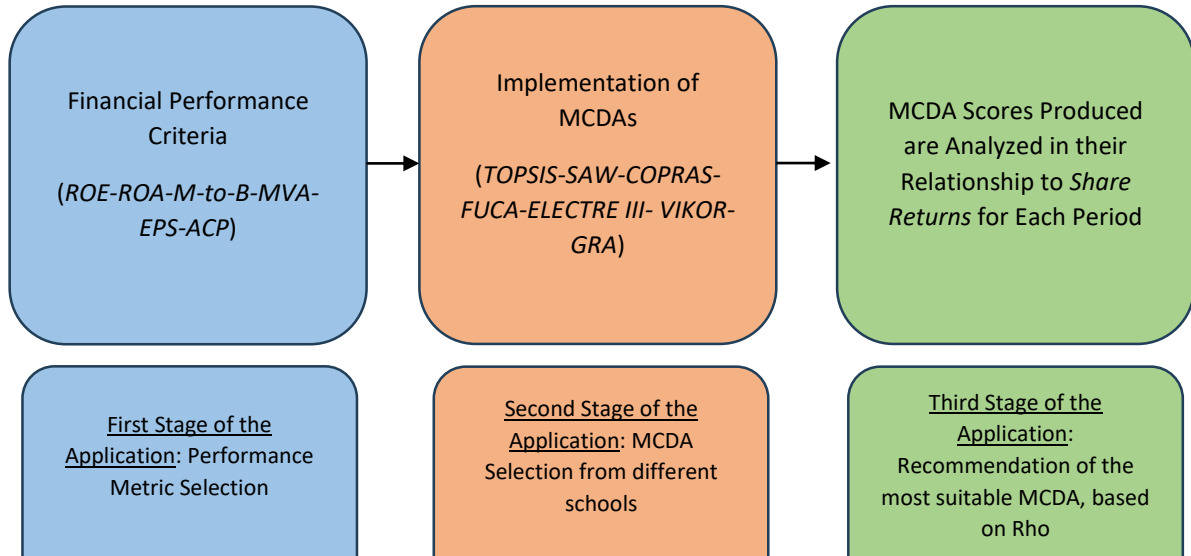 Financial Performance
Criteria
(ROE-ROA-M-to-B-MVA-
EPS-ACP)
Implementation of
MCDAs
(TOPSIS-SAW-COPRAS-
FUCA-ELECTRE III- VIKOR-
GRA)
MCDA Scores Produced
are Analyzed in their
Relationship to Share
Returns for Each Period
First Stage of the
Application: Performance
Metric Selection
Second Stage of the
Application: MCDA
Selection from different
schools
Third Stage of the
Application:
Recommendation of the
most suitable MCDA, based
on Rho